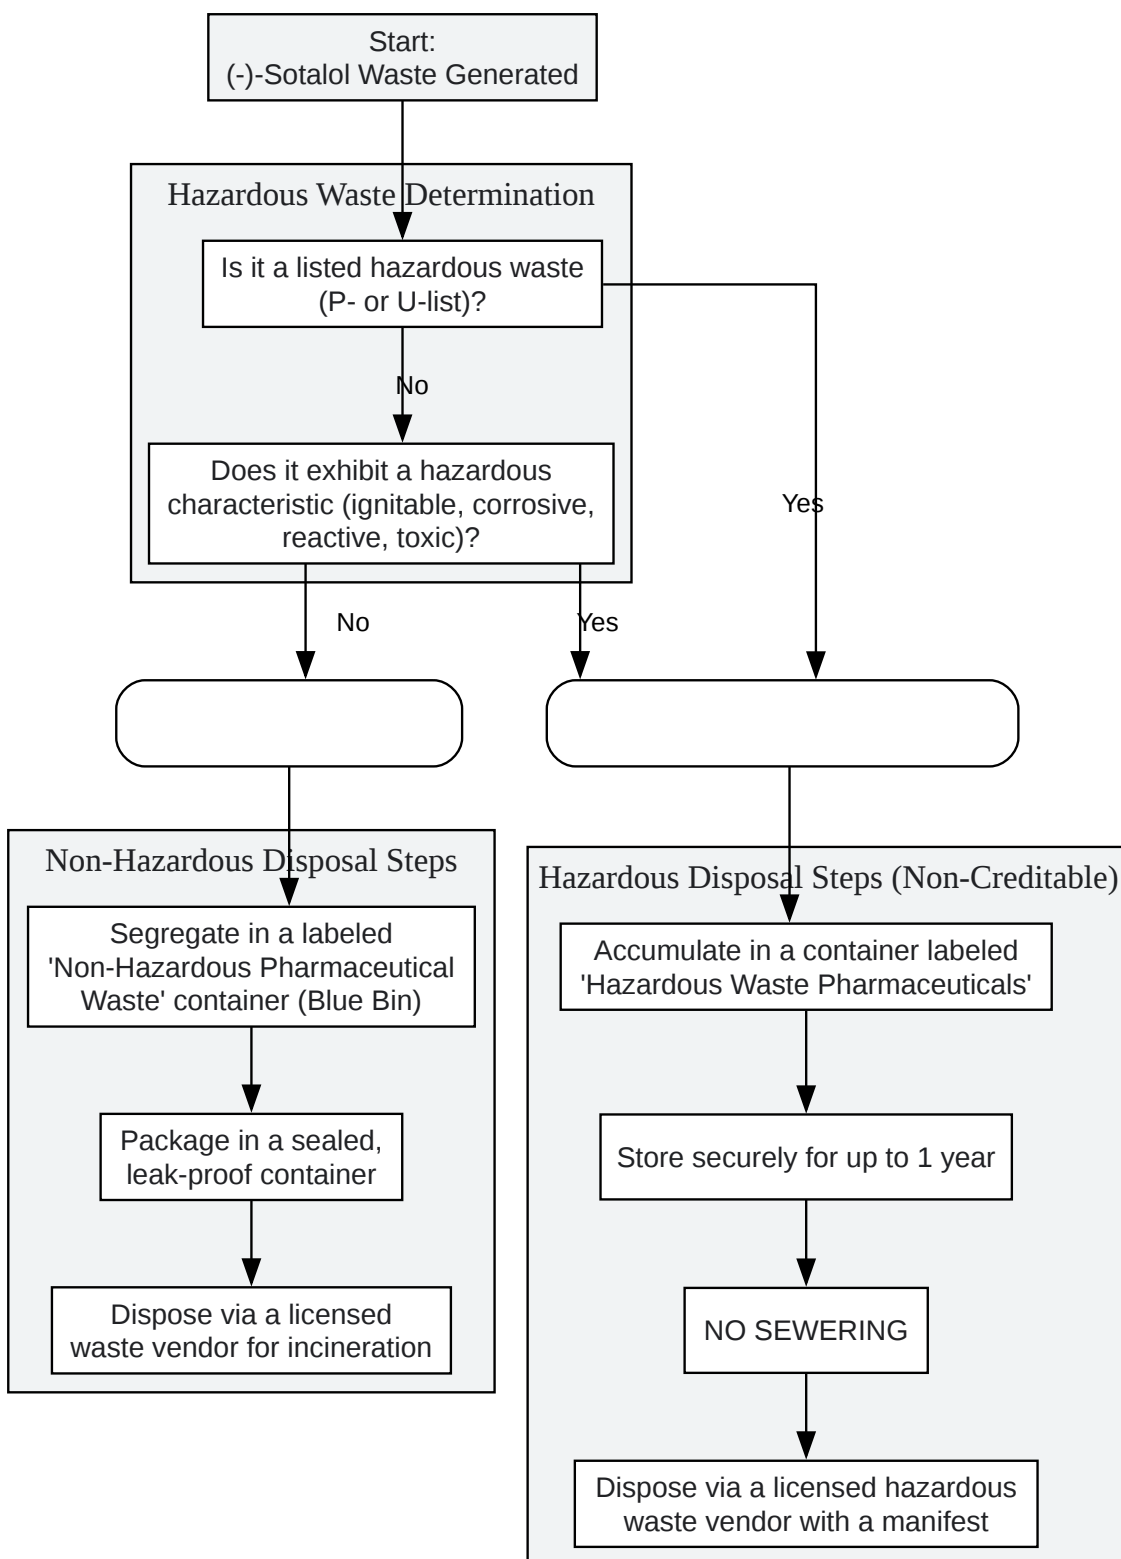 Start:
(-)-Sotalol Waste Generated
Hazardous Waste Determination
Is it a listed hazardous waste
(P- or U-list)?
No
Does it exhibit a hazardous
characteristic (ignitable, corrosive,
reactive, toxic)?
Yes
No
Yes
Non-Hazardous Disposal Steps
Segregate in a labeled
'Non-Hazardous Pharmaceutical
Waste' container (Blue Bin)
Package in a sealed,
leak-proof container
Dispose via a licensed
waste vendor for incineration
Hazardous Disposal Steps (Non-Creditable)
Accumulate in a container labeled
'Hazardous Waste Pharmaceuticals'
Store securely for up to 1 year
NO SEWERING
Dispose via a licensed hazardous
waste vendor with a manifest